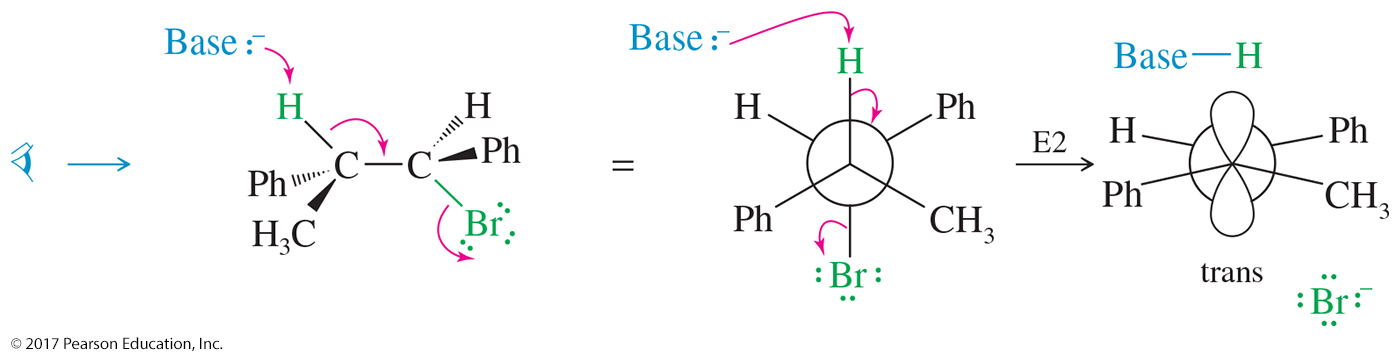 Base:⁻
H
H
Ph
C—C
Ph
H₃C
Br
=
Base:⁻
H
H
Ph
Ph
CH₃
:Br:
E2
Base—H
H
Ph
Ph
CH₃
trans
:Br:⁻
© 2017 Pearson Education, Inc.